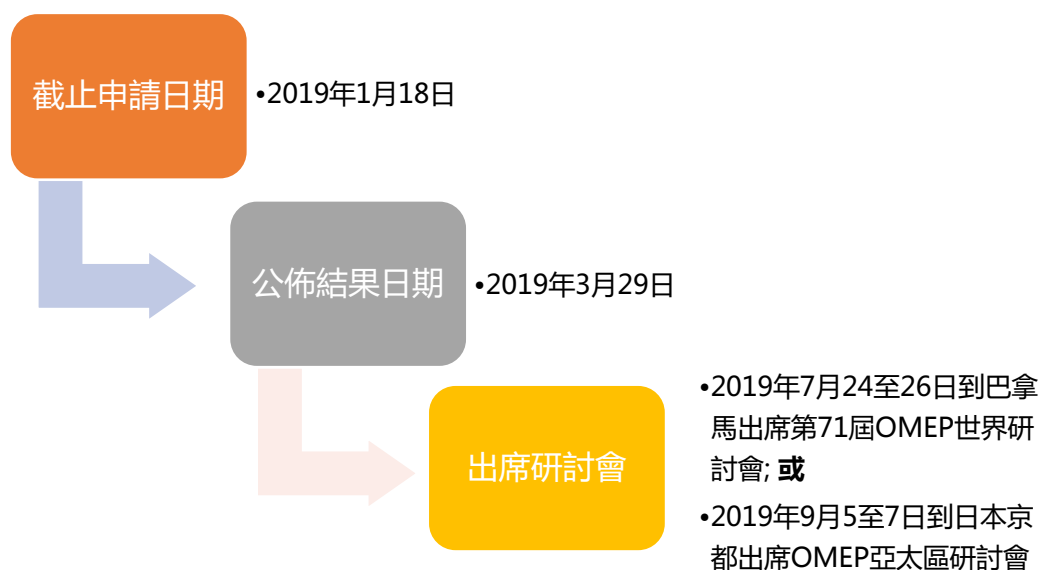 截止申請日期
•2019年1月18日
公佈結果日期
•2019年3月29日
出席研討會
•2019年7月24至26日到巴拿
馬出席第71屆OMEP世界研
討會; 或
•2019年9月5至7日到日本京
都出席OMEP亞太區研討會